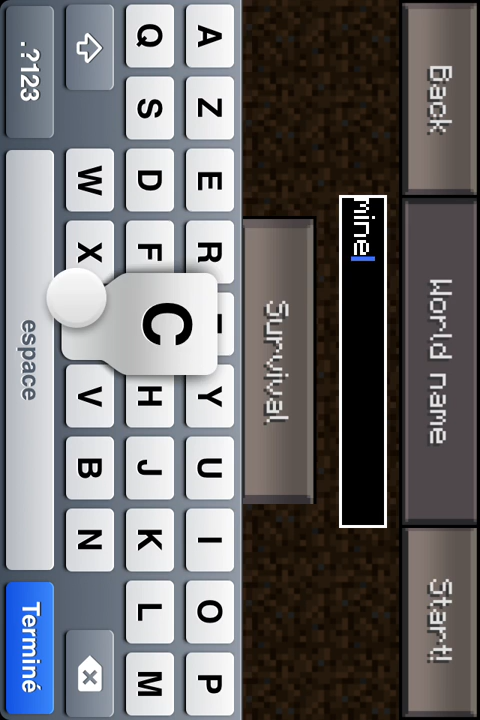 Back World name Start!
mine
Survival
A Z E R Y U I O P
Q S D F H J K L M
W X C V B N
.?123 espace Terminé